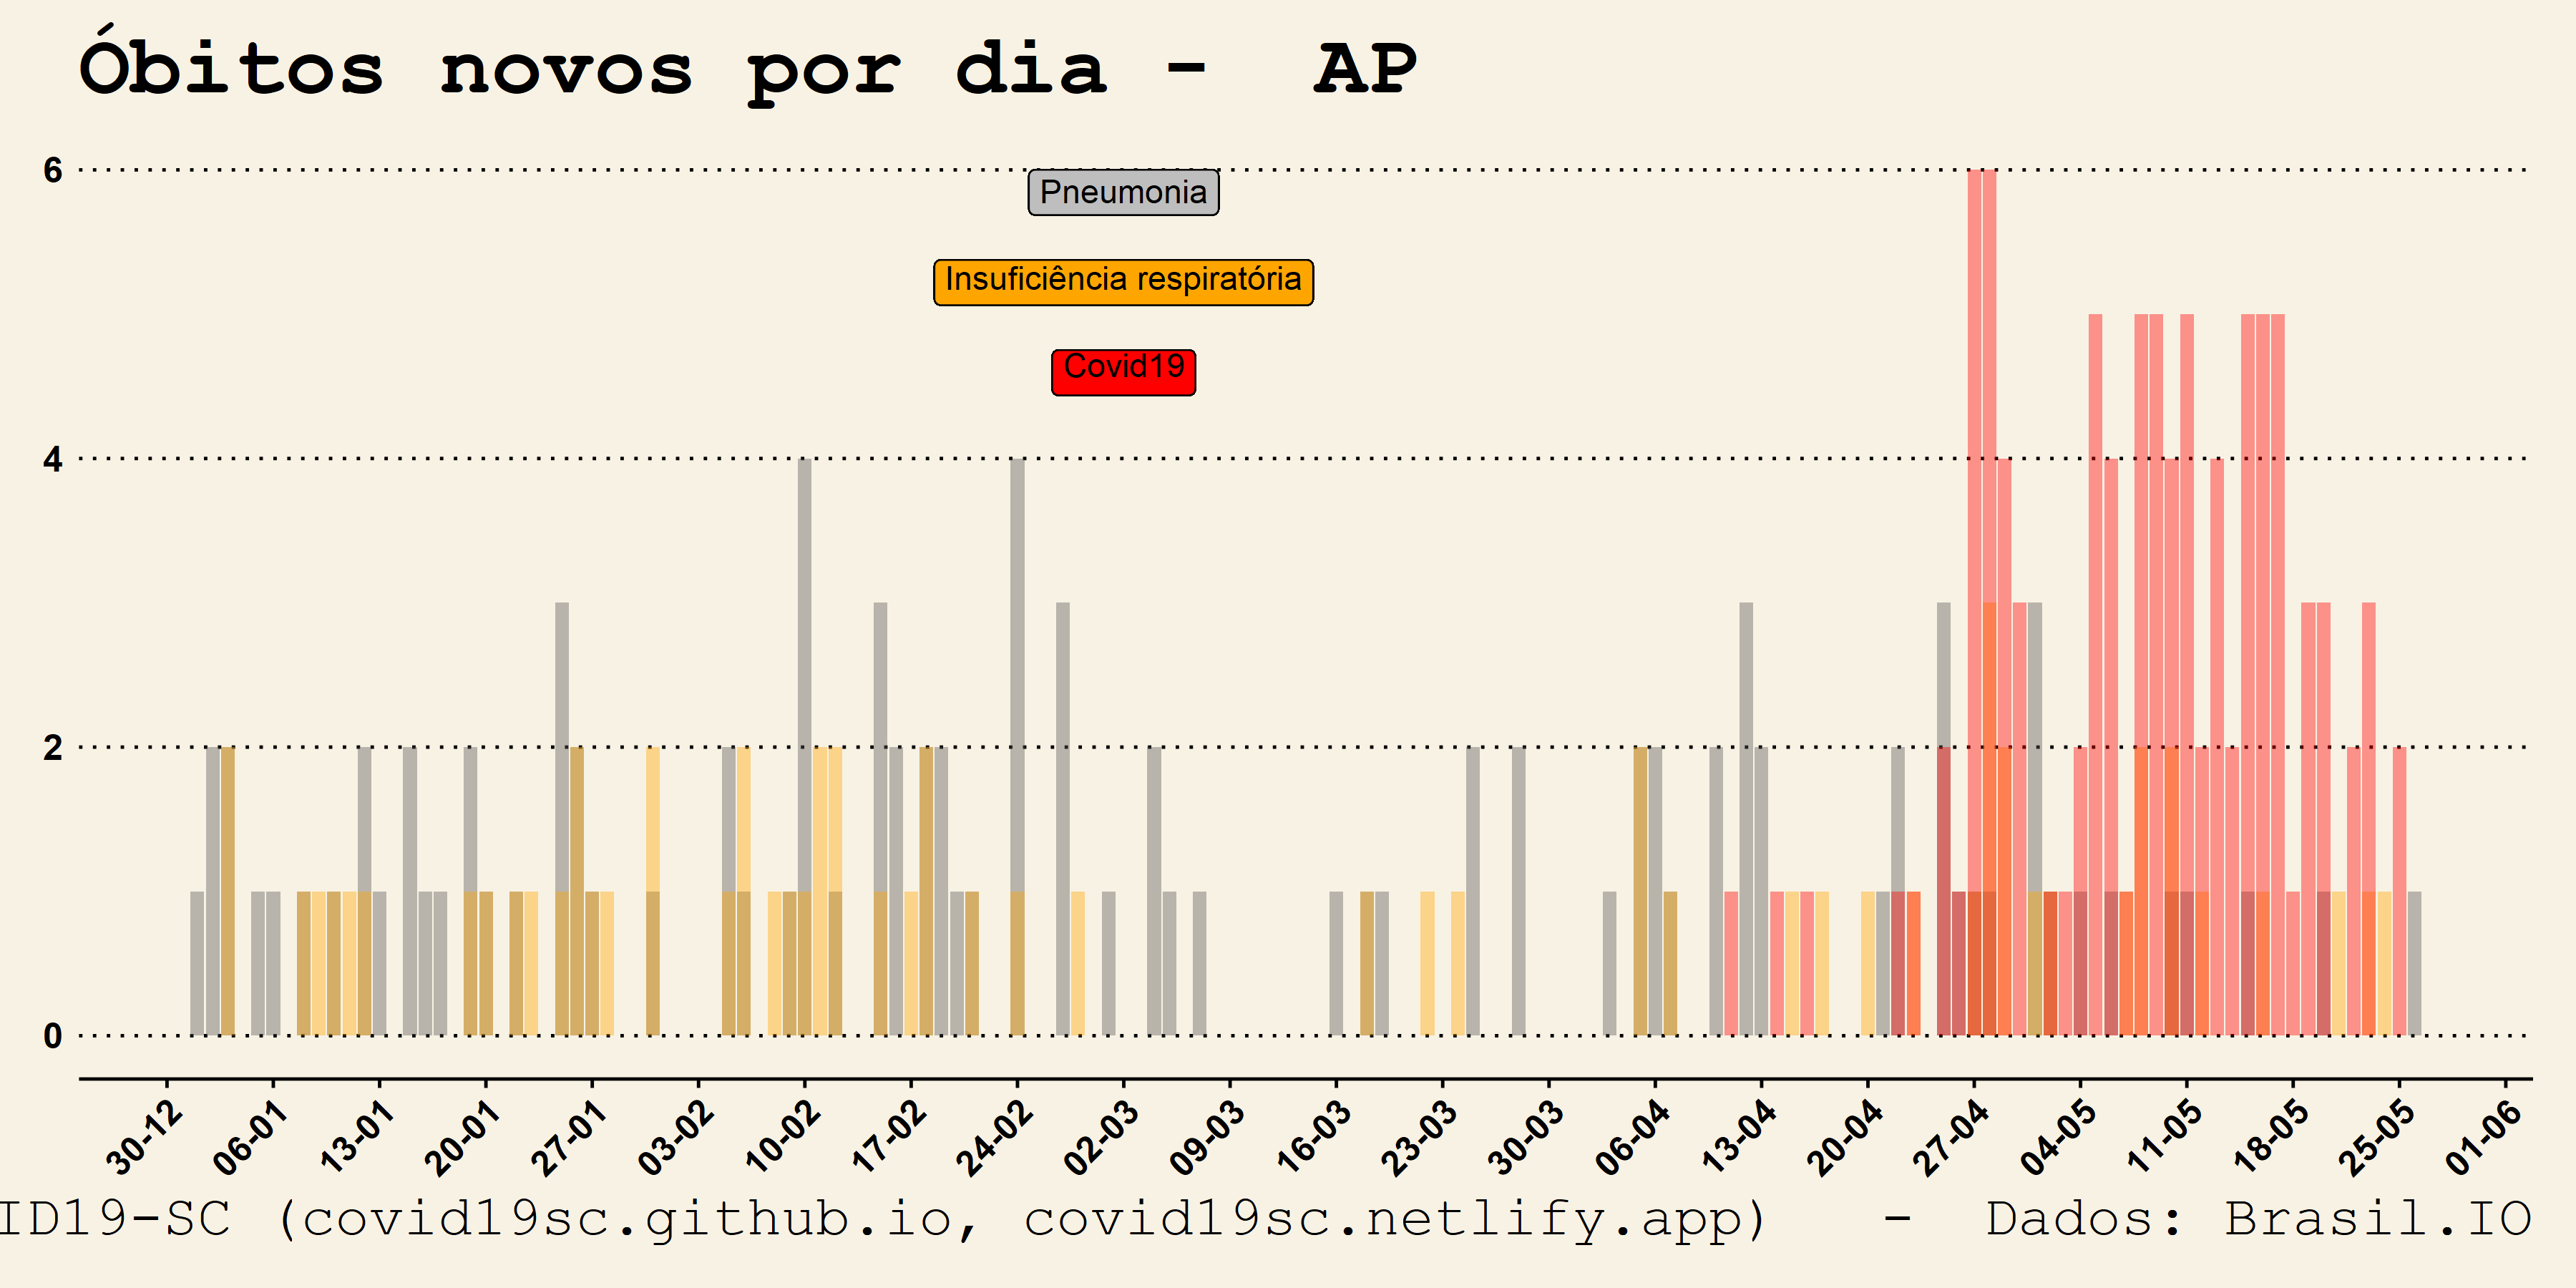 Óbitos novos por dia - AP
6
Pneumonia
Insuficiência respiratória
Covid19
4
2
0
30-12 06-01 13-01 20-01 27-01 03-02 10-02 17-02 24-02 02-03 09-03 16-03 23-03 30-03 06-04 13-04 20-04 27-04 04-05 11-05 18-05 25-05 01-06
ID19-SC (covid19sc.github.io, covid19sc.netlify.app) - Dados: Brasil.IO